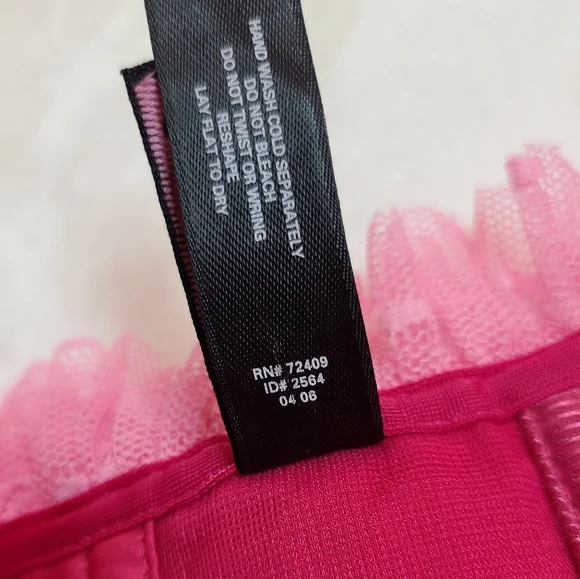 HAND WASH COLD SEPARATELY
DO NOT BLEACH
DO NOT TWIST OR WRING
RESHAPE
LAY FLAT TO DRY
RN# 72409
ID# 2564
04 06